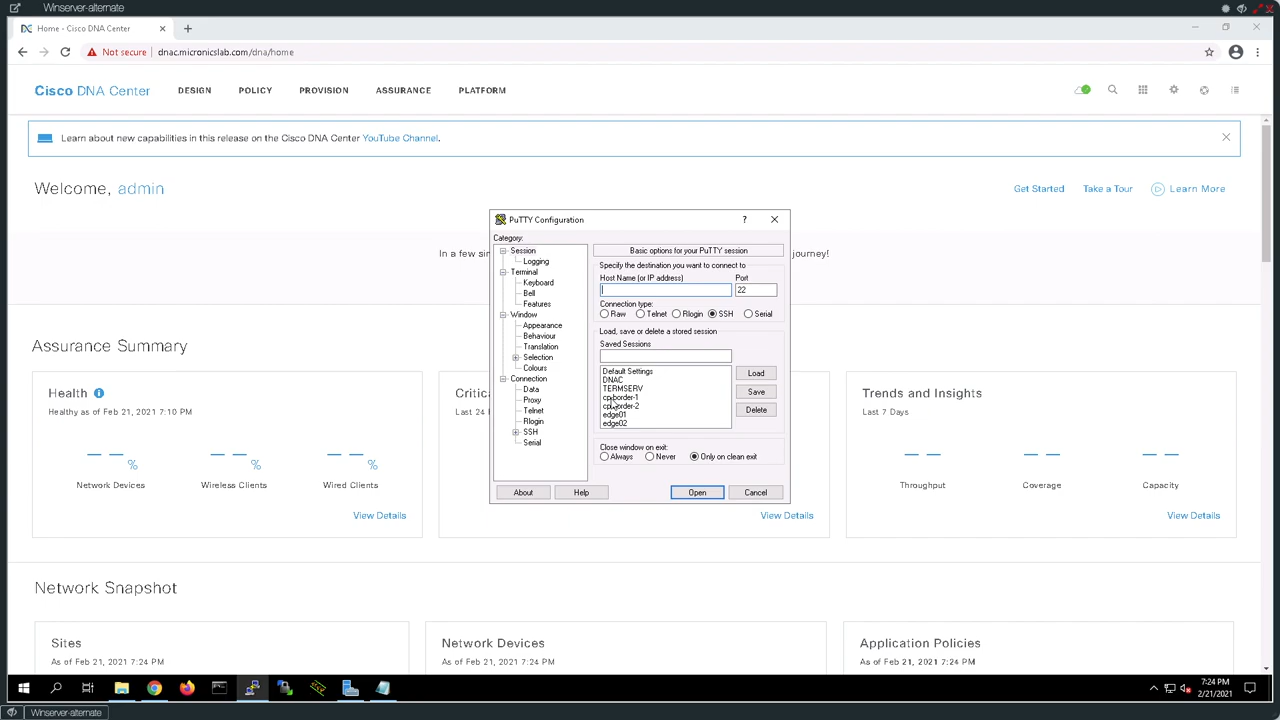 Winserver-alternate
Home - Cisco DNA Center
Not secure
dnac.micronicslab.com/dna/home
Cisco DNA Center
DESIGN
POLICY
PROVISION
ASSURANCE
PLATFORM
Learn about new capabilities in this release on the Cisco DNA Center YouTube Channel.
Welcome, admin
Get Started
Take a Tour
Learn More
In a few si
journey!
PuTTY Configuration
?
Category:
Session
Logging
Terminal
Keyboard
Bell
Features
Window
Appearance
Behaviour
Translation
Selection
Colours
Connection
Data
Proxy
Telnet
Rlogin
SSH
Serial
Basic options for your PuTTY session
Specify the destination you want to connect to
Host Name (or IP address)
Port
22
Connection type:
Raw
Telnet
Rlogin
SSH
Serial
Load, save or delete a stored session
Saved Sessions
Default Settings
DNAC
TERMSERV
cpborder-1
cpborder-2
edge01
edge02
Load
Save
Delete
Close window on exit:
Always
Never
Only on clean exit
About
Help
Open
Cancel
Assurance Summary
Health
Healthy as of Feb 21, 2021 7:10 PM
-- %
Network Devices
-- %
Wireless Clients
-- %
Wired Clients
View Details
Critic
Last 24
View Details
Trends and Insights
Last 7 Days
--
Throughput
--
Coverage
--
Capacity
View Details
Network Snapshot
Sites
As of Feb 21, 2021 7:24 PM
Network Devices
As of Feb 21, 2021 7:24 PM
Application Policies
As of Feb 21, 2021 7:24 PM
7:24 PM
2/21/2021
Winserver-alternate